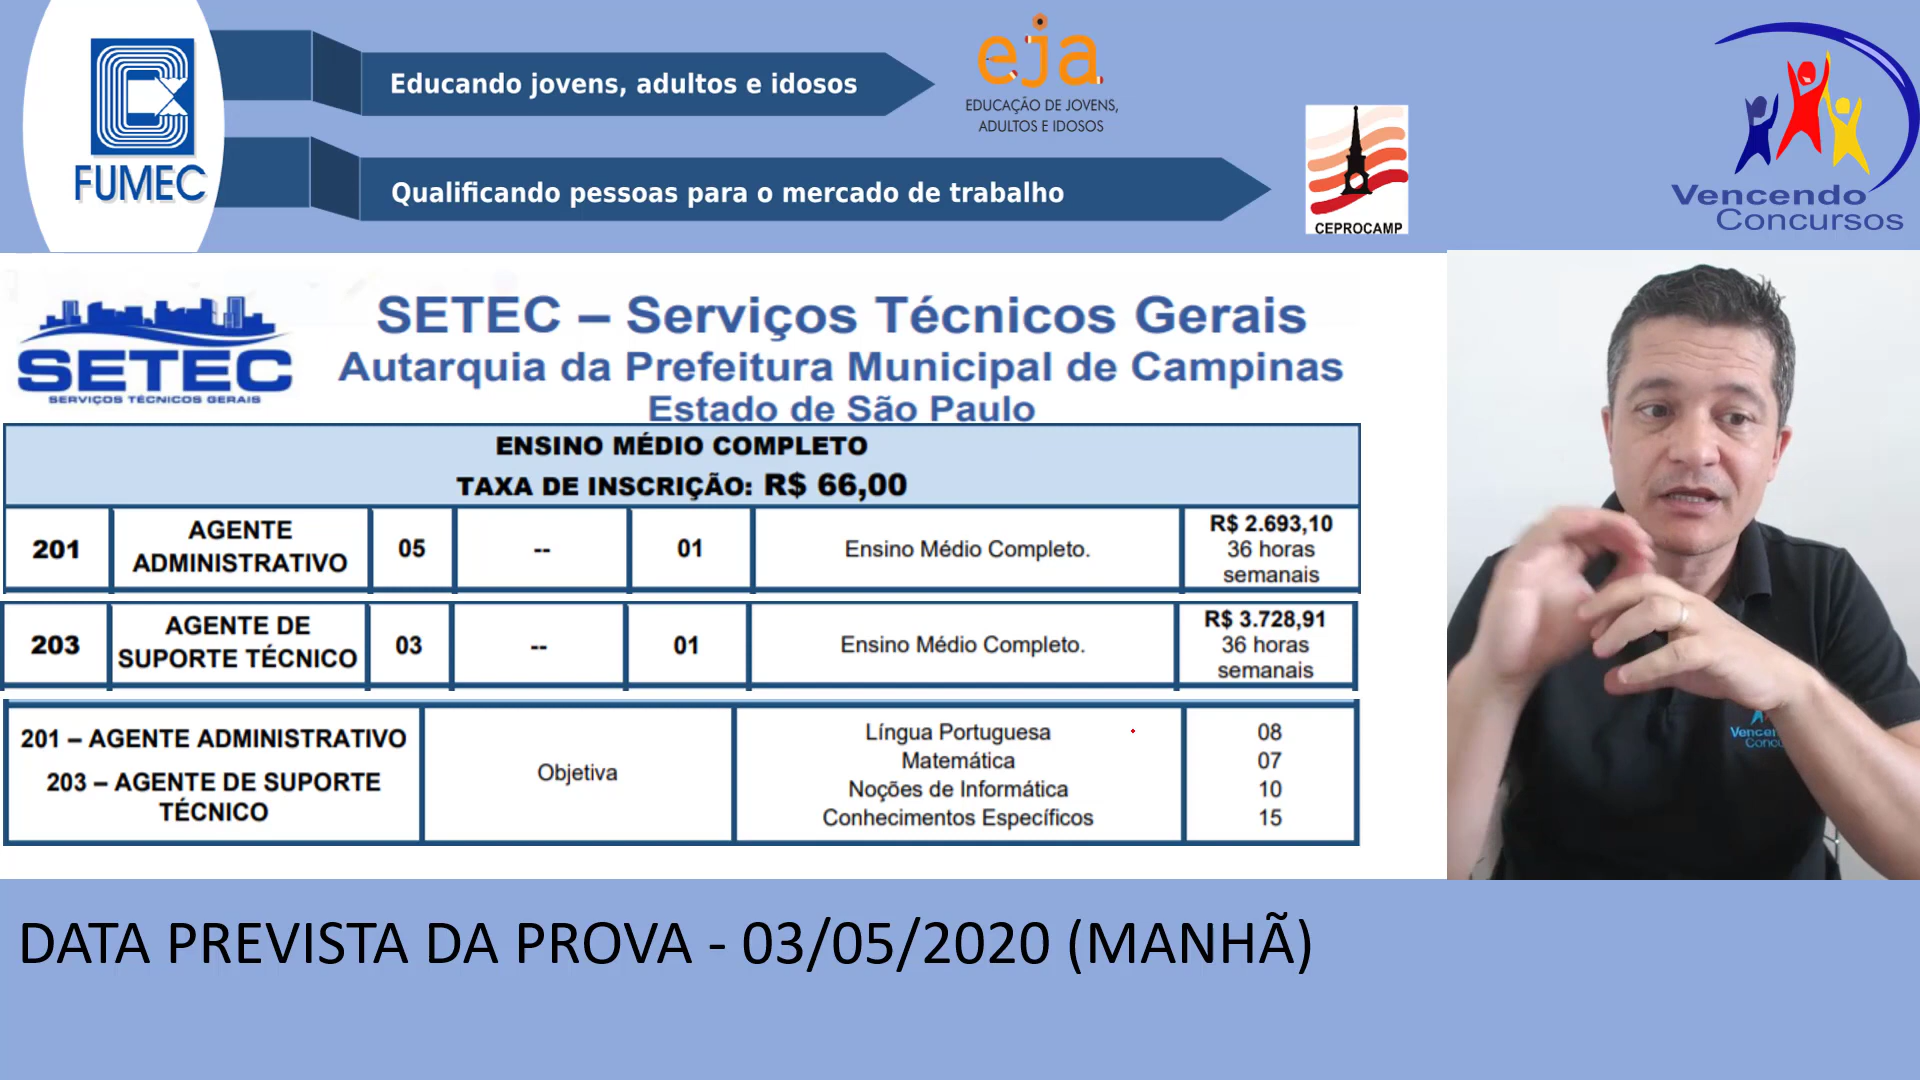 FUMEC
Educando jovens, adultos e idosos
eja
EDUCAÇÃO DE JOVENS,
ADULTOS E IDOSOS
Qualificando pessoas para o mercado de trabalho
CEPROCAMP
Vencendo
Concursos
SETEC
SERVIÇOS TÉCNICOS GERAIS
SETEC – Serviços Técnicos Gerais
Autarquia da Prefeitura Municipal de Campinas
Estado de São Paulo
ENSINO MÉDIO COMPLETO
TAXA DE INSCRIÇÃO: R$ 66,00
201 AGENTE ADMINISTRATIVO 05 -- 01 Ensino Médio Completo. R$ 2.693,10
36 horas
semanais
203 AGENTE DE SUPORTE TÉCNICO 03 -- 01 Ensino Médio Completo. R$ 3.728,91
36 horas
semanais
201 – AGENTE ADMINISTRATIVO
203 – AGENTE DE SUPORTE
TÉCNICO
Objetiva
Língua Portuguesa 08
Matemática 07
Noções de Informática 10
Conhecimentos Específicos 15
DATA PREVISTA DA PROVA - 03/05/2020 (MANHÃ)